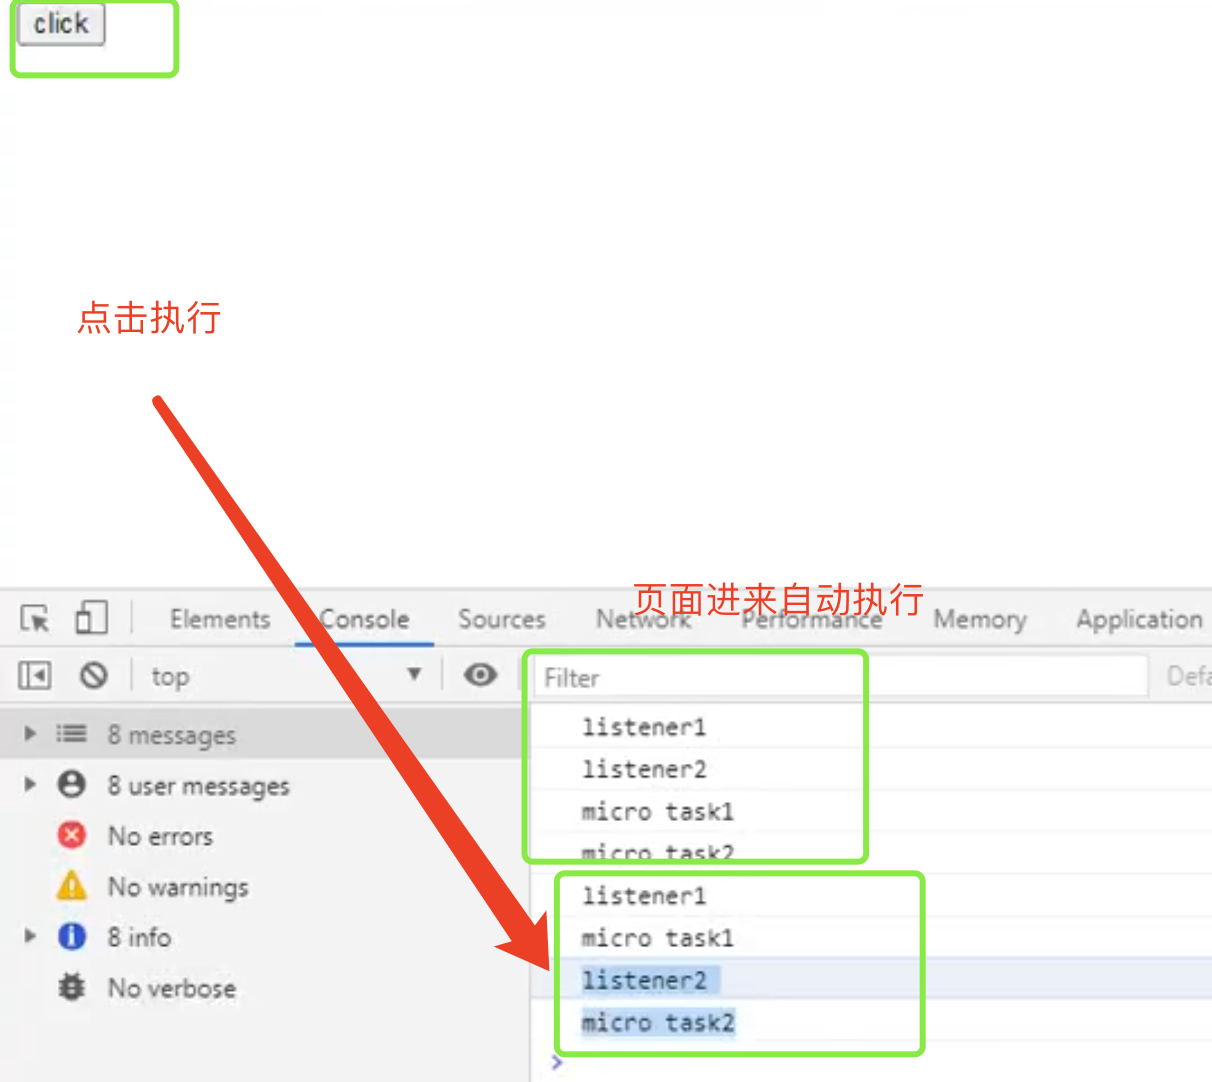 click
点击执行
页面进来自动执行
Elements Console Sources Network Performance Memory Application
top Filter Defa
8 messages
8 user messages
No errors
No warnings
8 info
No verbose
listener1
listener2
micro task1
micro task2
listener1
micro task1
listener2
micro task2